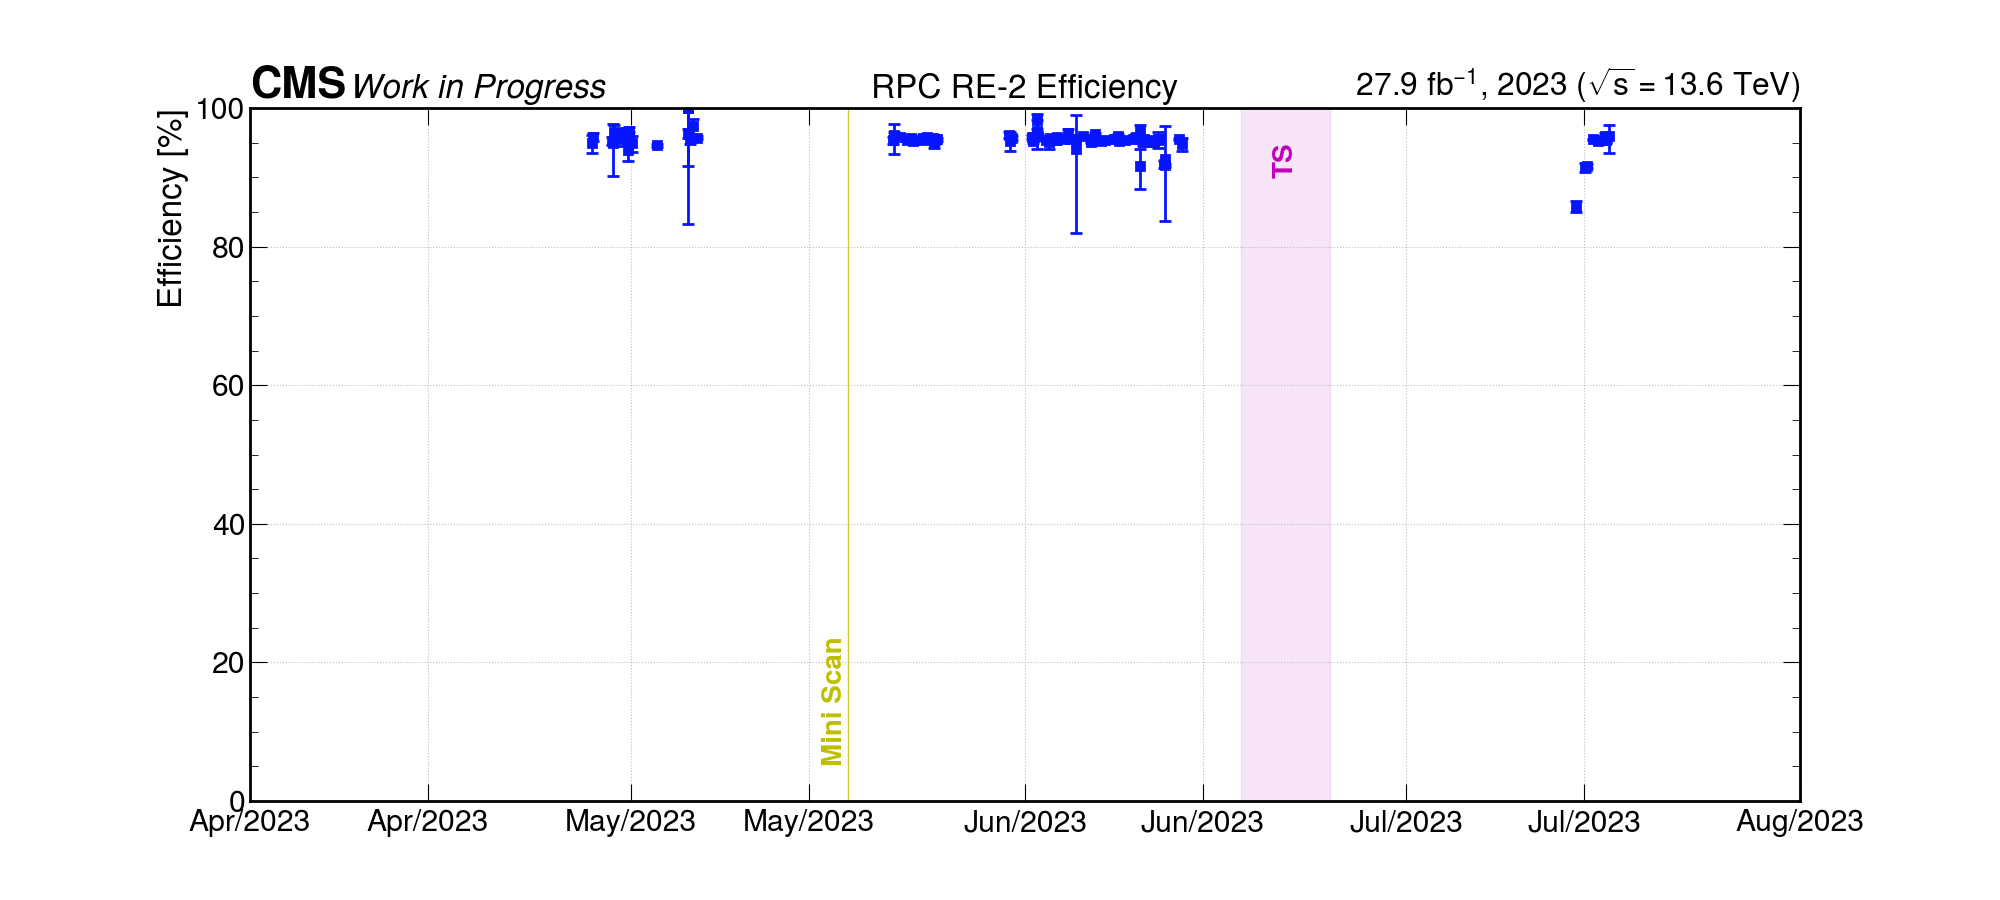 CMS Work in Progress RPC RE-2 Efficiency 27.9 fb⁻¹, 2023 (√s = 13.6 TeV)
Efficiency [%]
100
80
60
40
20
0
TS
Mini Scan
Apr/2023 Apr/2023 May/2023 May/2023 Jun/2023 Jun/2023 Jul/2023 Jul/2023 Aug/2023